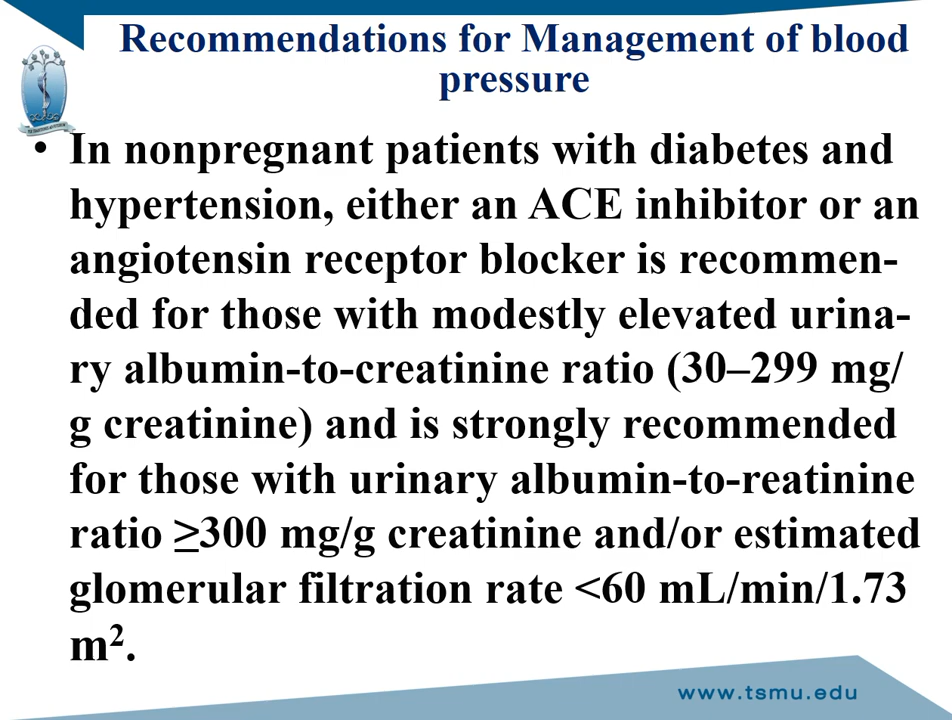 Recommendations for Management of blood
pressure
• In nonpregnant patients with diabetes and
hypertension, either an ACE inhibitor or an
angiotensin receptor blocker is recommen-
ded for those with modestly elevated urina-
ry albumin-to-creatinine ratio (30–299 mg/
g creatinine) and is strongly recommended
for those with urinary albumin-to-reatinine
ratio ≥300 mg/g creatinine and/or estimated
glomerular filtration rate <60 mL/min/1.73
m².
www.tsmu.edu